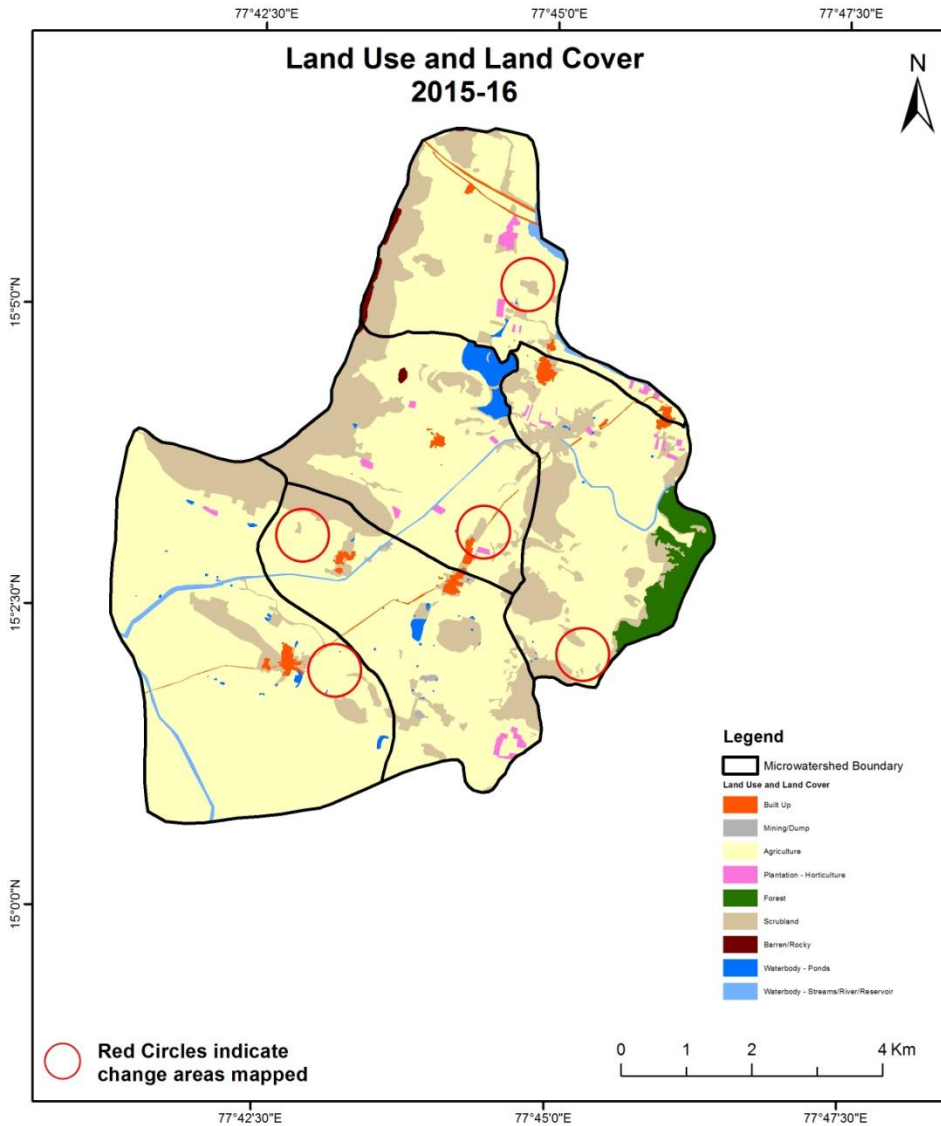 77°42'30"E 77°45'0"E 77°47'30"E
Land Use and Land Cover
2015-16
N
15°5'0"N
15°2'30"N
15°0'0"N
Legend
Microwatershed Boundary
Land Use and Land Cover
Built Up
Mining/Dump
Agriculture
Plantation - Horticulture
Forest
Scrubland
Barren/Rocky
Waterbody - Ponds
Waterbody - Streams/River/Reservoir
Red Circles indicate
change areas mapped
0 1 2 4 Km
77°42'30"E 77°45'0"E 77°47'30"E